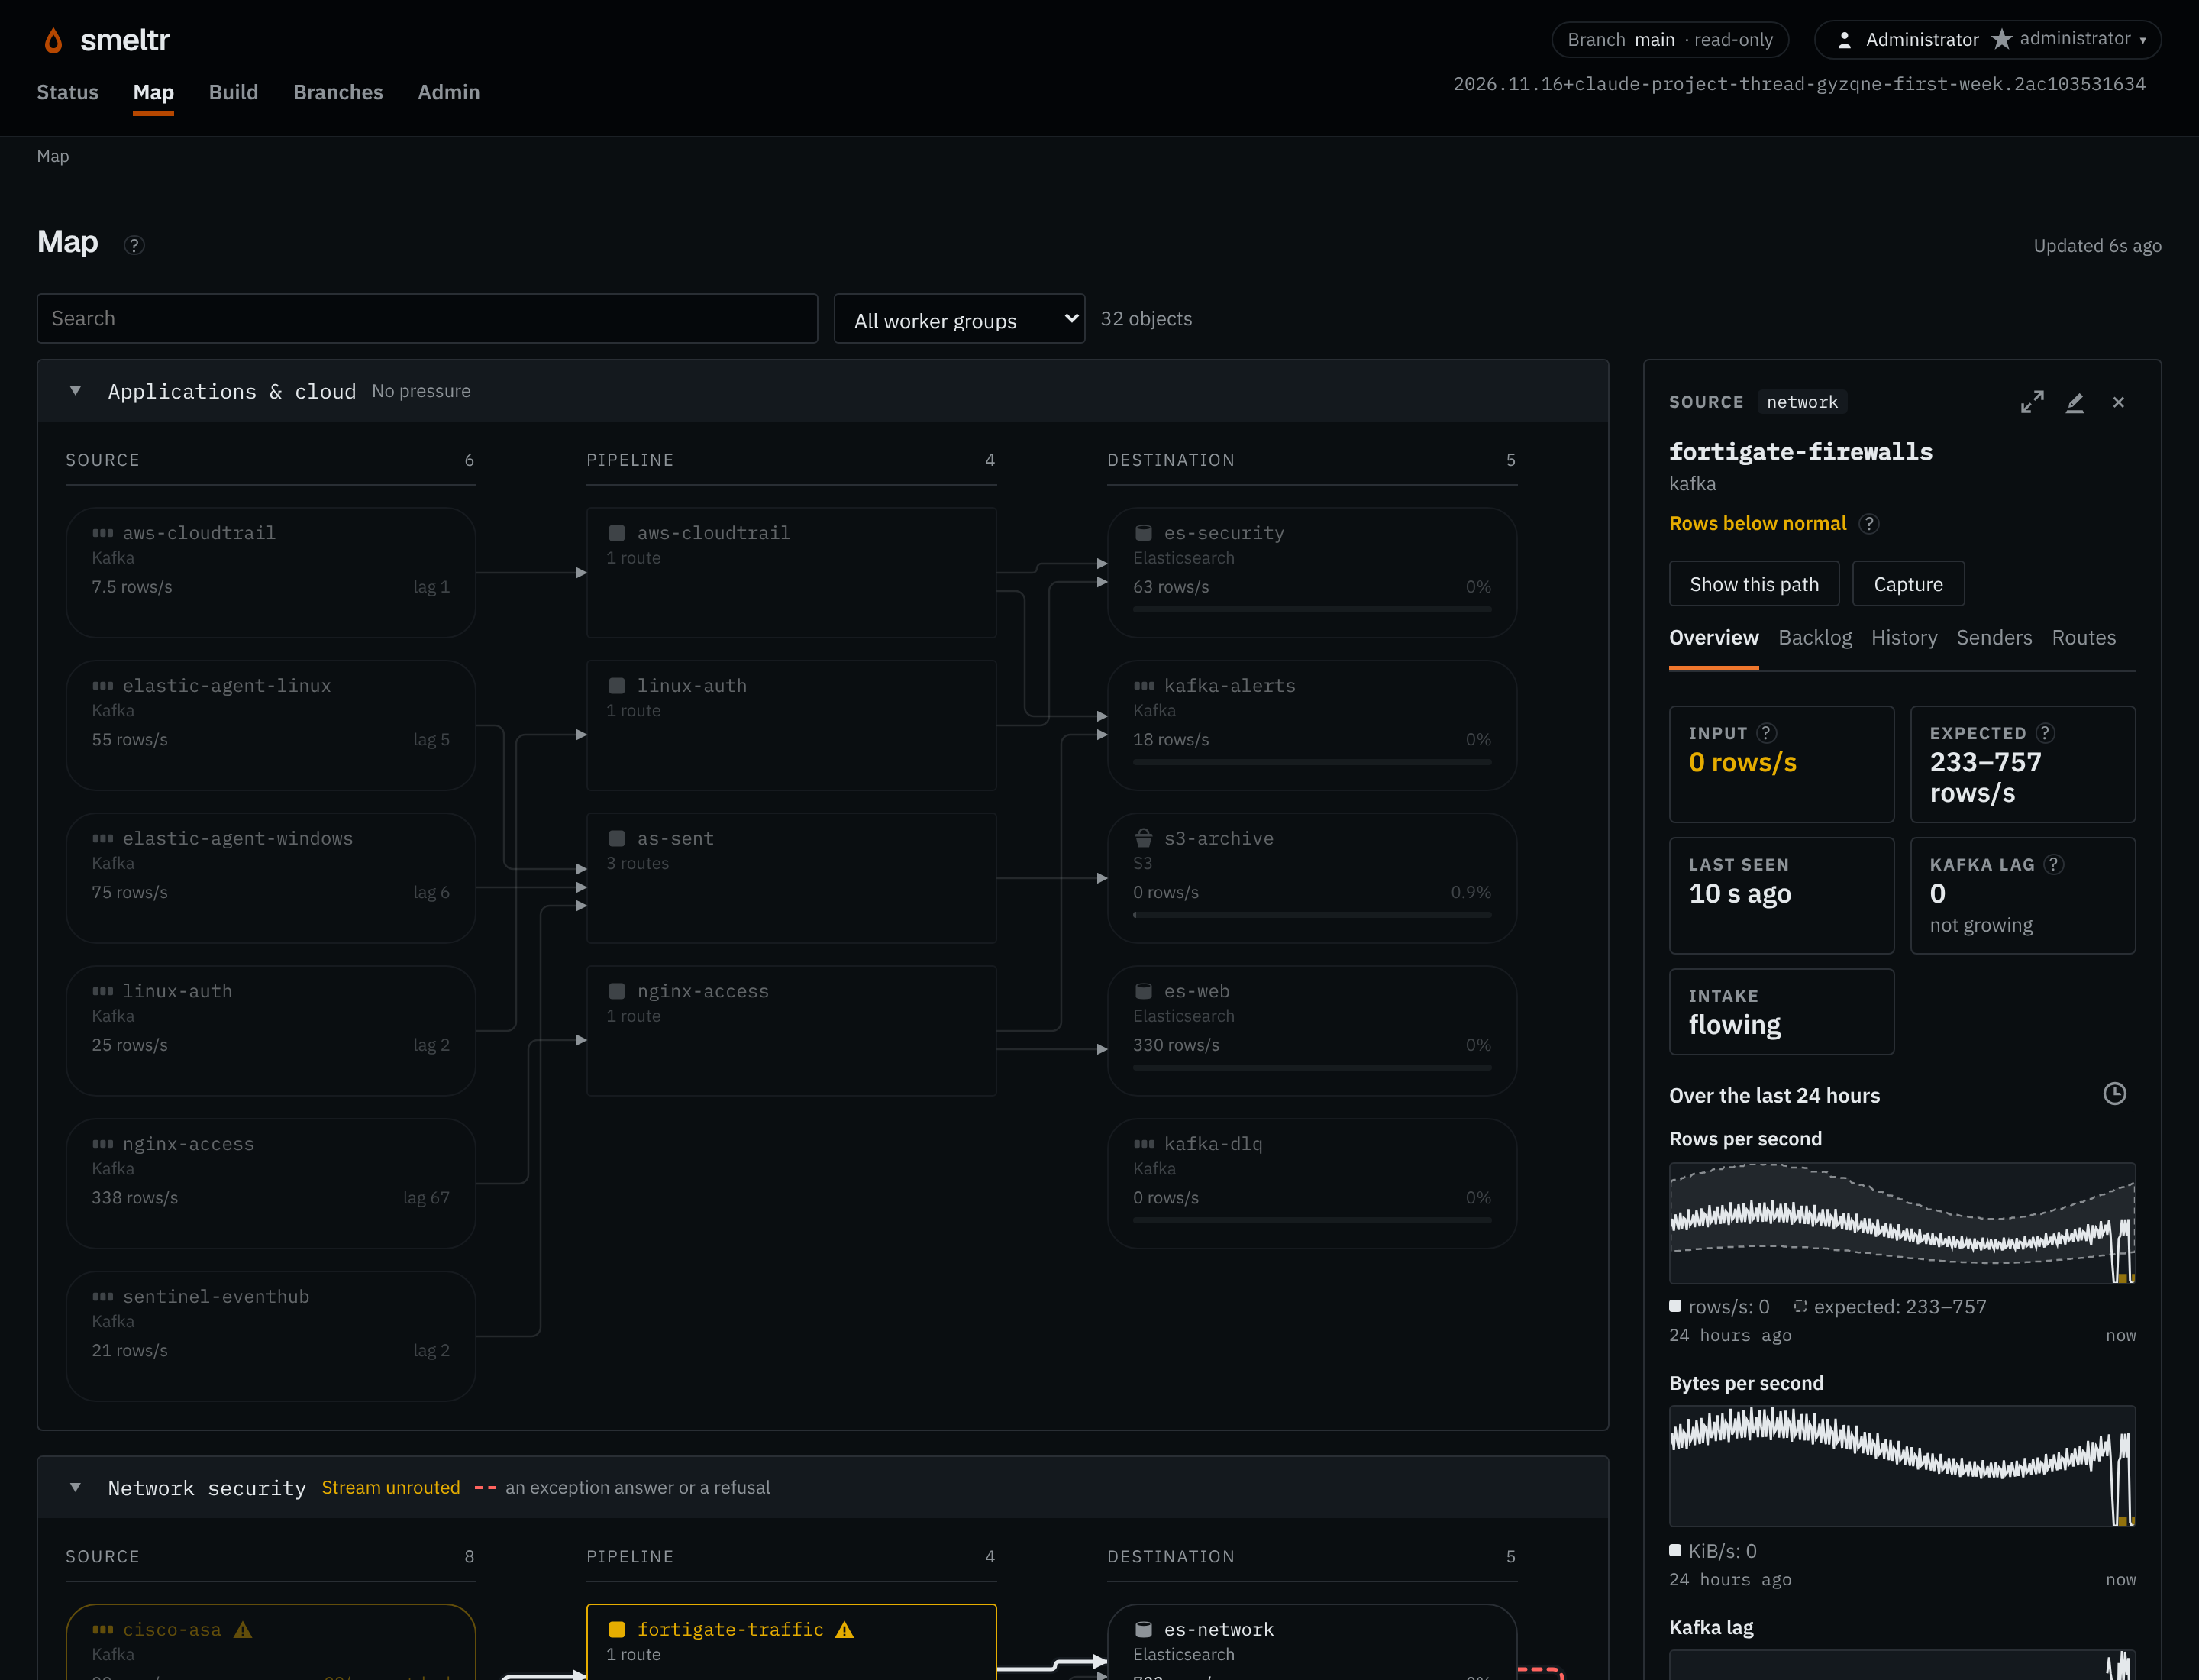 smeltr
Branch main · read-only
Administrator ★ administrator ▾
Status Map Build Branches Admin
2026.11.16+claude-project-thread-gyzqne-first-week.2ac103531634
Map
Map ?
Updated 6s ago
Search
All worker groups
32 objects
Applications & cloud No pressure
SOURCE 6
PIPELINE 4
DESTINATION 5
aws-cloudtrail
Kafka
7.5 rows/s lag 1
elastic-agent-linux
Kafka
55 rows/s lag 5
elastic-agent-windows
Kafka
75 rows/s lag 6
linux-auth
Kafka
25 rows/s lag 2
nginx-access
Kafka
338 rows/s lag 67
sentinel-eventhub
Kafka
21 rows/s lag 2
aws-cloudtrail
1 route
linux-auth
1 route
as-sent
3 routes
nginx-access
1 route
es-security
Elasticsearch
63 rows/s 0%
kafka-alerts
Kafka
18 rows/s 0%
s3-archive
S3
0 rows/s 0.9%
es-web
Elasticsearch
330 rows/s 0%
kafka-dlq
Kafka
0 rows/s 0%
Network security Stream unrouted -- an exception answer or a refusal
SOURCE 8
PIPELINE 4
DESTINATION 5
cisco-asa
Kafka
fortigate-traffic
1 route
es-network
Elasticsearch
SOURCE network
fortigate-firewalls
kafka
Rows below normal ?
Show this path Capture
Overview Backlog History Senders Routes
INPUT ?
0 rows/s
EXPECTED ?
233–757
rows/s
LAST SEEN
10 s ago
KAFKA LAG ?
0
not growing
INTAKE
flowing
Over the last 24 hours
Rows per second
rows/s: 0 expected: 233–757
24 hours ago now
Bytes per second
KiB/s: 0
24 hours ago now
Kafka lag